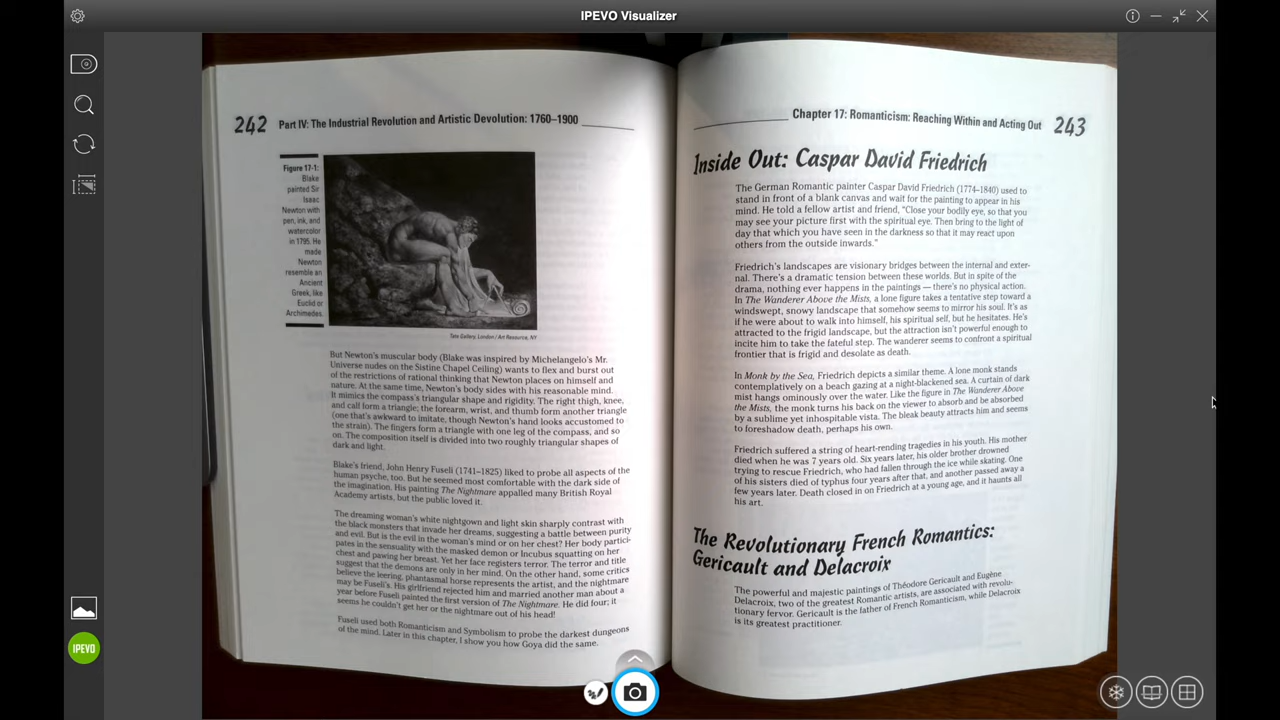 IPEVO Visualizer
242 Part IV: The Industrial Revolution and Artistic Devolution: 1760–1900
Figure 17-1:
Blake
painted Sir
Isaac
Newton with
pen, ink, and
watercolor
in 1795. He
made
Newton
resemble an
Ancient
Greek, like
Euclid or
Archimedes.
Tate Gallery, London / Art Resource, NY
But Newton's muscular body (Blake was inspired by Michelangelo's Mr.
Universe nudes on the Sistine Chapel Ceiling) wants to flex and burst out
of the restrictions of rational thinking that Newton places on himself and
nature. At the same time, Newton's body sides with his reasonable mind.
It mimics the compass's triangular shape and rigidity. The right thigh, knee,
and calf form a triangle; the forearm, wrist, and thumb form another triangle
(one that's awkward to imitate, though Newton's hand looks accustomed to
the strain). The fingers form a triangle with one leg of the compass, and so
on. The composition itself is divided into two roughly triangular shapes of
dark and light.
Blake's friend, John Henry Fuseli (1741–1825) liked to probe all aspects of the
human psyche, too. But he seemed most comfortable with the dark side of
the imagination. His painting The Nightmare appalled many British Royal
Academy artists, but the public loved it.
The dreaming woman's white nightgown and light skin sharply contrast with
the black monsters that invade her dreams, suggesting a battle between purity
and evil. But is the evil in the woman's mind or on her chest? Her body partici-
pates in the sensuality with the masked demon or Incubus squatting on her
chest and pawing her breast. Yet her face registers terror. The terror and title
suggest that the demons are only in her mind. On the other hand, some critics
believe the leering, phantasmal horse represents the artist, and the nightmare
may be Fuseli's. His girlfriend rejected him and married another man about a
year before Fuseli painted the first version of The Nightmare. He did four; it
seems he couldn't get her or the nightmare out of his head!
Fuseli used both Romanticism and Symbolism to probe the darkest dungeons
of the mind. Later in this chapter, I show you how Goya did the same.
Chapter 17: Romanticism: Reaching Within and Acting Out 243
Inside Out: Caspar David Friedrich
The German Romantic painter Caspar David Friedrich (1774–1840) used to
stand in front of a blank canvas and wait for the painting to appear in his
mind. He told a fellow artist and friend, "Close your bodily eye, so that you
may see your picture first with the spiritual eye. Then bring to the light of
day that which you have seen in the darkness so that it may react upon
others from the outside inwards."
Friedrich's landscapes are visionary bridges between the internal and exter-
nal. There's a dramatic tension between these worlds. But in spite of the
drama, nothing ever happens in the paintings — there's no physical action.
In The Wanderer Above the Mists, a lone figure takes a tentative step toward a
windswept, snowy landscape that somehow seems to mirror his soul. It's as
if he were about to walk into himself, his spiritual self, but he hesitates. He's
attracted to the frigid landscape, but the attraction isn't powerful enough to
incite him to take the fateful step. The wanderer seems to confront a spiritual
frontier that is frigid and desolate as death.
In Monk by the Sea, Friedrich depicts a similar theme. A lone monk stands
contemplatively on a beach gazing at a night-blackened sea. A curtain of dark
mist hangs ominously over the water. Like the figure in The Wanderer Above
the Mists, the monk turns his back on the viewer to absorb and be absorbed
by a sublime yet inhospitable vista. The bleak beauty attracts him and seems
to foreshadow death, perhaps his own.
Friedrich suffered a string of heart-rending tragedies in his youth. His mother
died when he was 7 years old. Six years later, his older brother drowned
trying to rescue Friedrich, who had fallen through the ice while skating. One
of his sisters died of typhus four years after that, and another passed away a
few years later. Death closed in on Friedrich at a young age, and it haunts all
his art.
The Revolutionary French Romantics:
Gericault and Delacroix
The powerful and majestic paintings of Théodore Gericault and Eugène
Delacroix, two of the greatest Romantic artists, are associated with revolu-
tionary fervor. Gericault is the father of French Romanticism, while Delacroix
is its greatest practitioner.
IPEVO